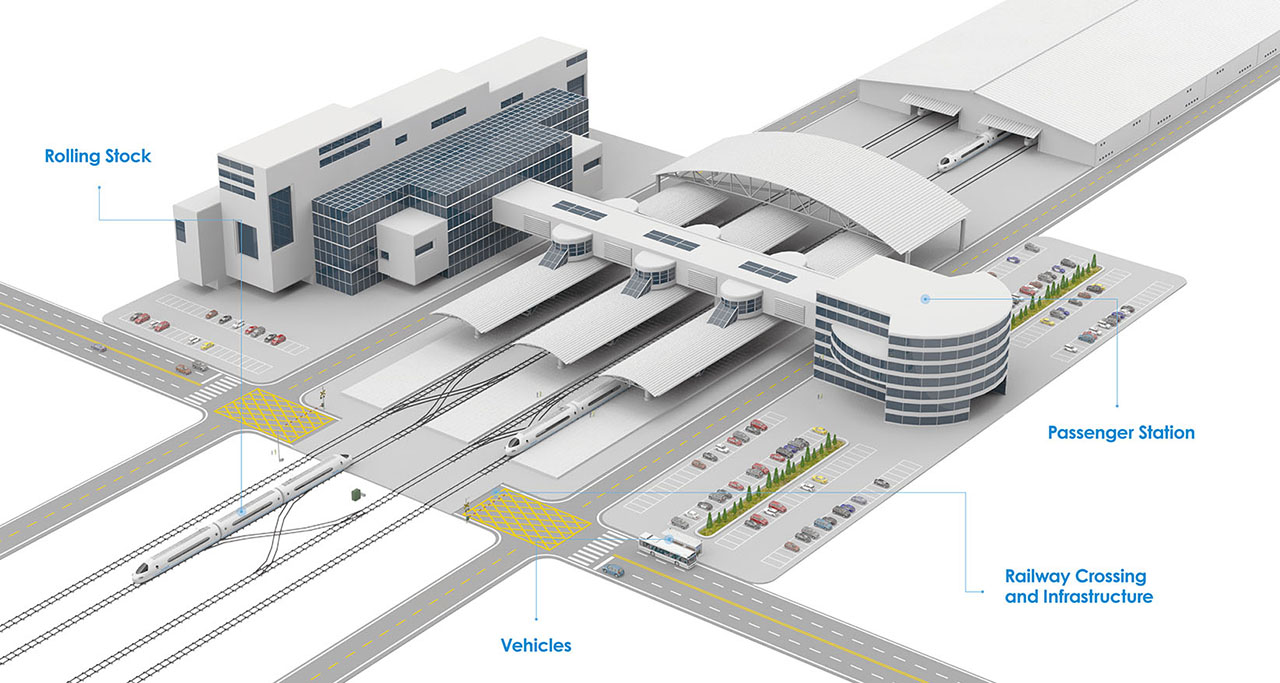 Rolling Stock
Passenger Station
Railway Crossing
and Infrastructure
Vehicles